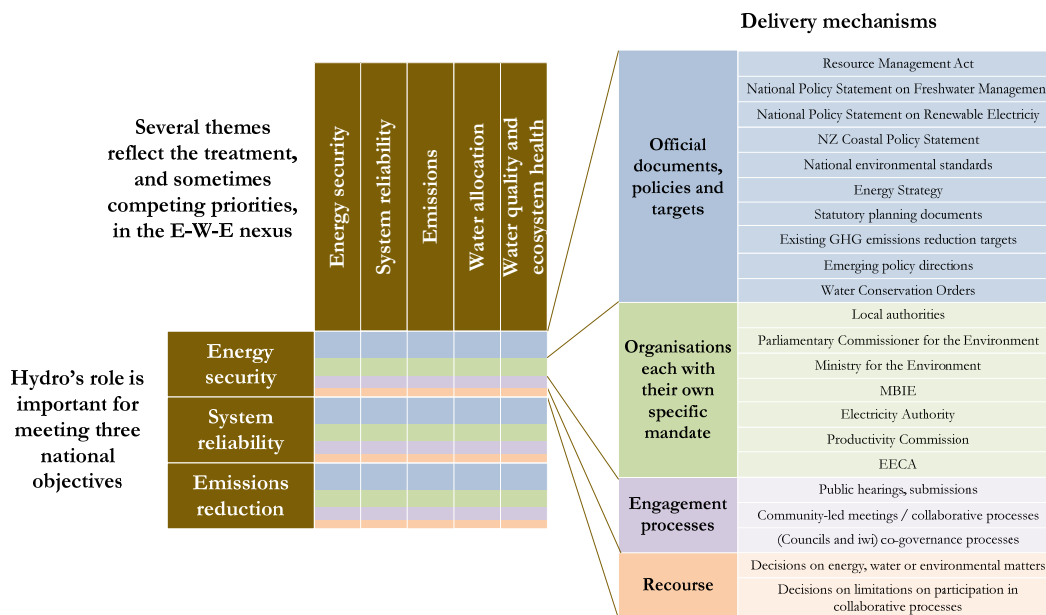 Delivery mechanisms
Several themes
reflect the treatment,
and sometimes
competing priorities,
in the E-W-E nexus
Energy security
System reliability
Emissions
Water allocation
Water quality and
ecosystem health
Hydro's role is
important for
meeting three
national
objectives
Energy
security
System
reliability
Emissions
reduction
Official
documents,
policies and
targets
Resource Management Act
National Policy Statement on Freshwater Managemen
National Policy Statement on Renewable Electriciy
NZ Coastal Policy Statement
National environmental standards
Energy Strategy
Statutory planning documents
Existing GHG emissions reduction targets
Emerging policy directions
Water Conservation Orders
Organisations
each with
their own
specific
mandate
Local authorities
Parliamentary Commissioner for the Environment
Ministry for the Environment
MBIE
Electricity Authority
Productivity Commission
EECA
Engagement
processes
Public hearings, submissions
Community-led meetings / collaborative processes
(Councils and iwi) co-governance processes
Recourse
Decisions on energy, water or environmental matters
Decisions on limitations on participation in
collaborative processes